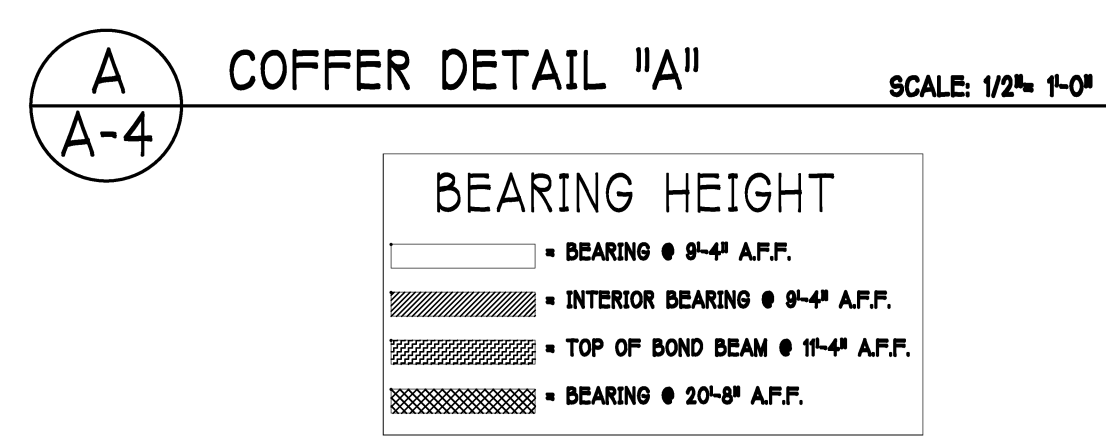 A
A-4
COFFER DETAIL "A"
SCALE: 1/2"= 1'-0"
BEARING HEIGHT
= BEARING @ 9'-4" A.F.F.
= INTERIOR BEARING @ 9'-4" A.F.F.
= TOP OF BOND BEAM @ 11'-4" A.F.F.
= BEARING @ 20'-8" A.F.F.